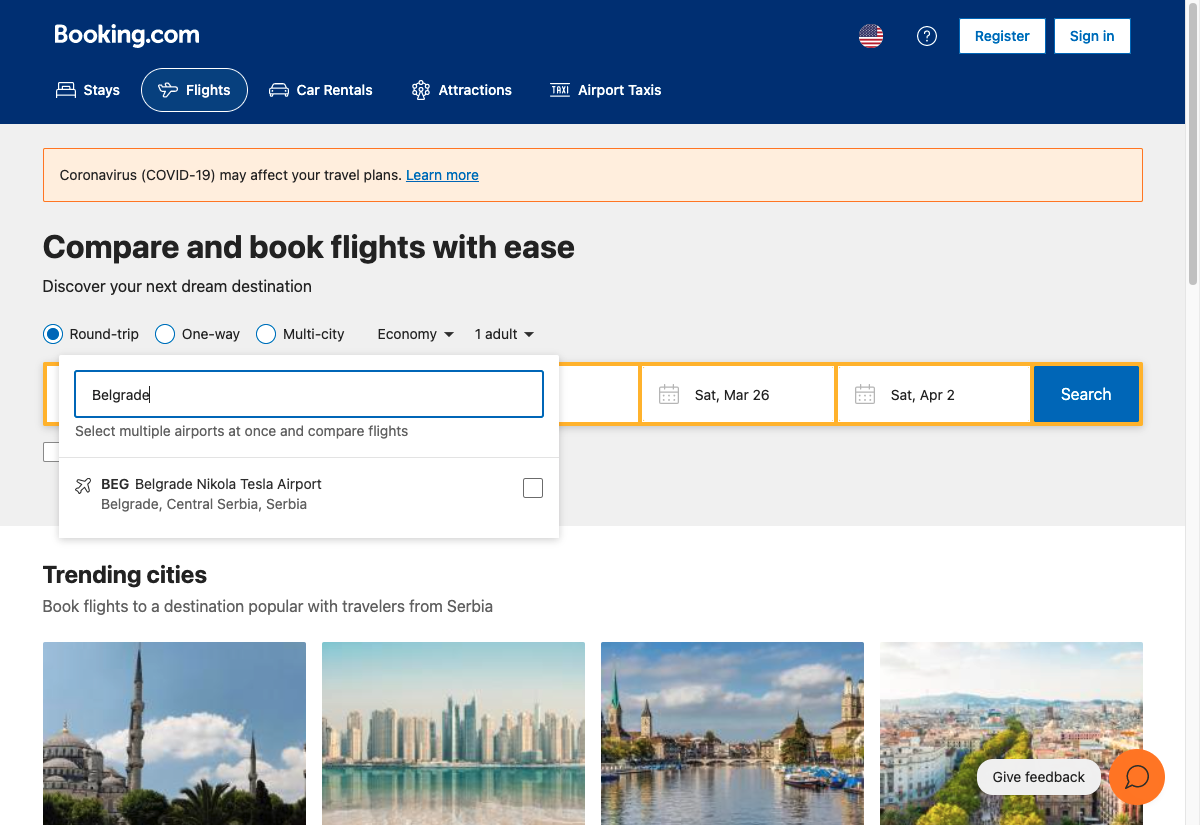 Booking.com
Register
Sign in
Stays
Flights
Car Rentals
Attractions
TAXI
Airport Taxis
Coronavirus (COVID-19) may affect your travel plans. Learn more
Compare and book flights with ease
Discover your next dream destination
Round-trip
One-way
Multi-city
Economy
1 adult
Belgrade
Sat, Mar 26
Sat, Apr 2
Search
Select multiple airports at once and compare flights
BEG Belgrade Nikola Tesla Airport
Belgrade, Central Serbia, Serbia
Trending cities
Book flights to a destination popular with travelers from Serbia
Give feedback